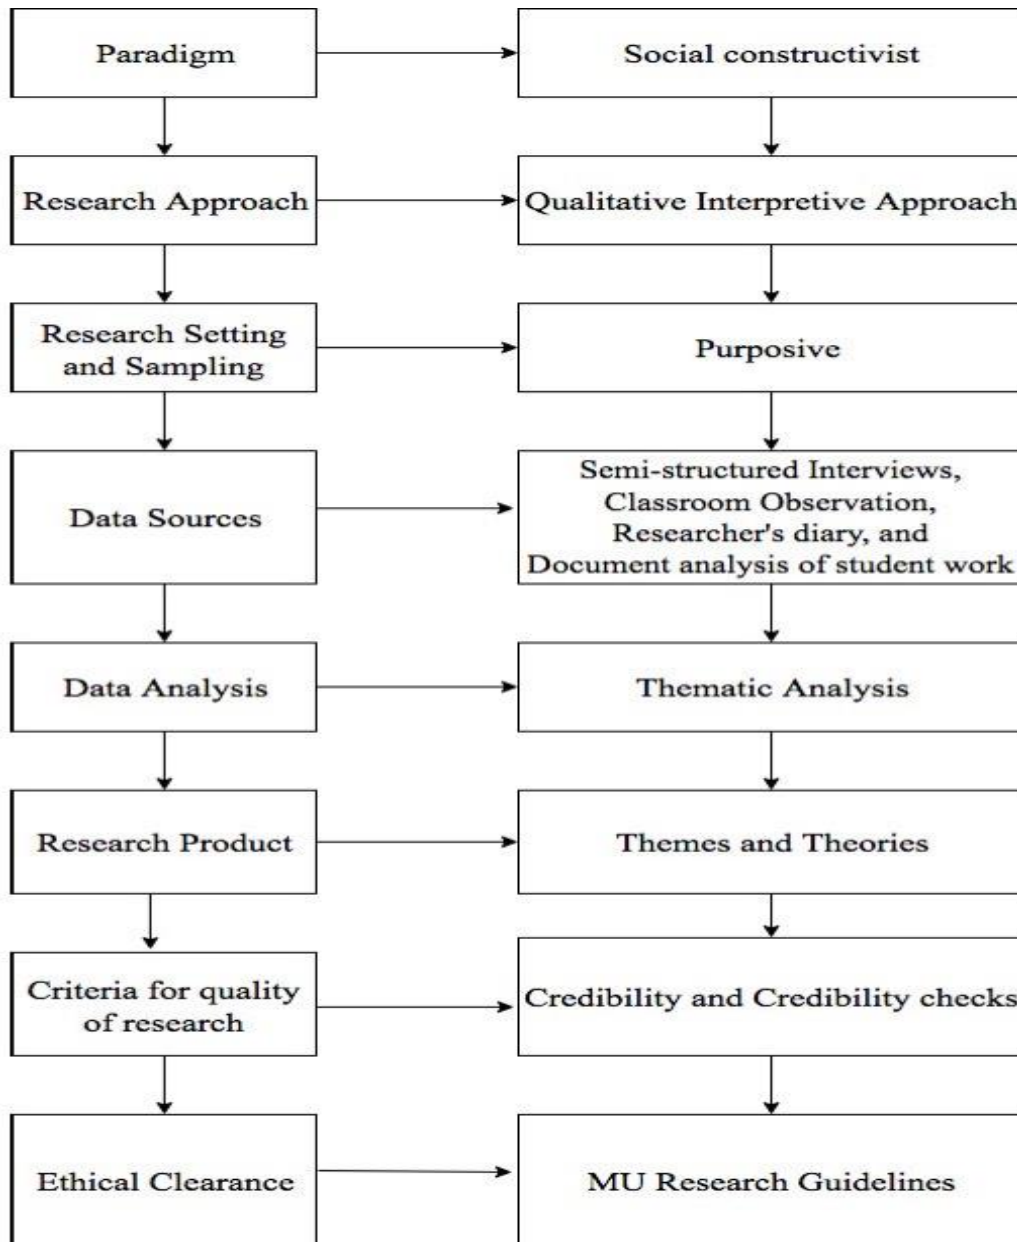 Paradigm
Social constructivist
Research Approach
Qualitative Interpretive Approach
Research Setting
and Sampling
Purposive
Data Sources
Semi-structured Interviews,
Classroom Observation,
Researcher's diary, and
Document analysis of student work
Data Analysis
Thematic Analysis
Research Product
Themes and Theories
Criteria for quality
of research
Credibility and Credibility checks
Ethical Clearance
MU Research Guidelines